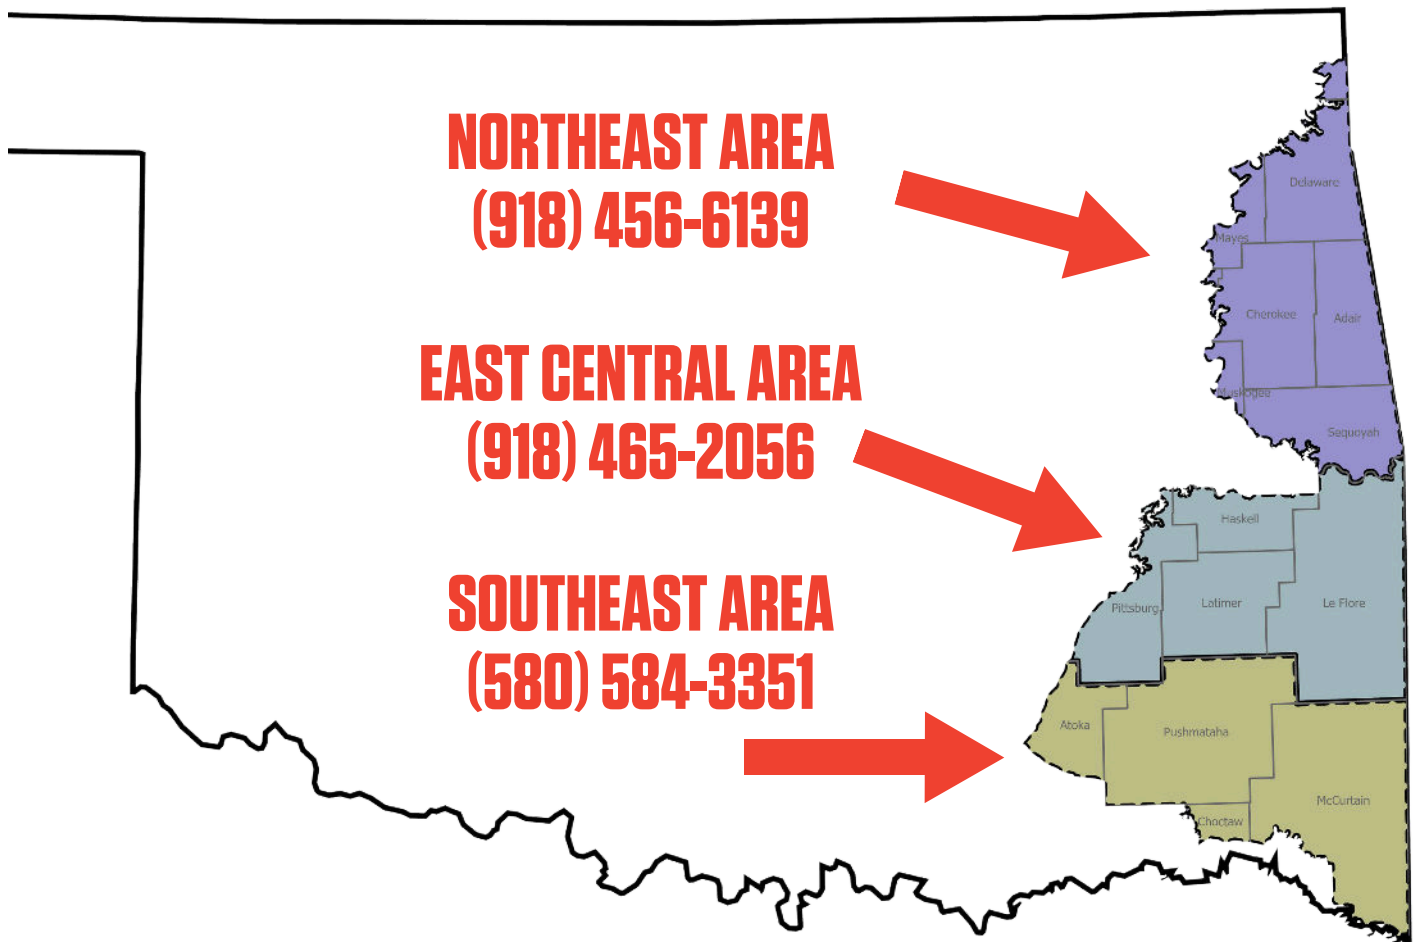 NORTHEAST AREA
(918) 456-6139
EAST CENTRAL AREA
(918) 465-2056
SOUTHEAST AREA
(580) 584-3351
Delaware
Mayes
Cherokee
Adair
Muskogee
Sequoyah
Haskell
Pittsburg
Latimer
Le Flore
Atoka
Pushmataha
McCurtain
Choctaw